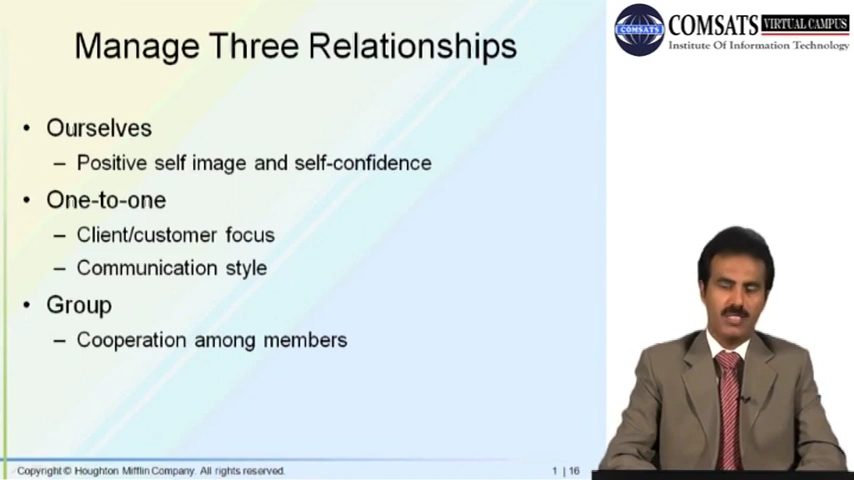 Manage Three Relationships
COMSATS
COMSATS VIRTUAL CAMPUS
Institute Of Information Technology
• Ourselves
– Positive self image and self-confidence
• One-to-one
– Client/customer focus
– Communication style
• Group
– Cooperation among members
Copyright © Houghton Mifflin Company. All rights reserved.
1 | 16